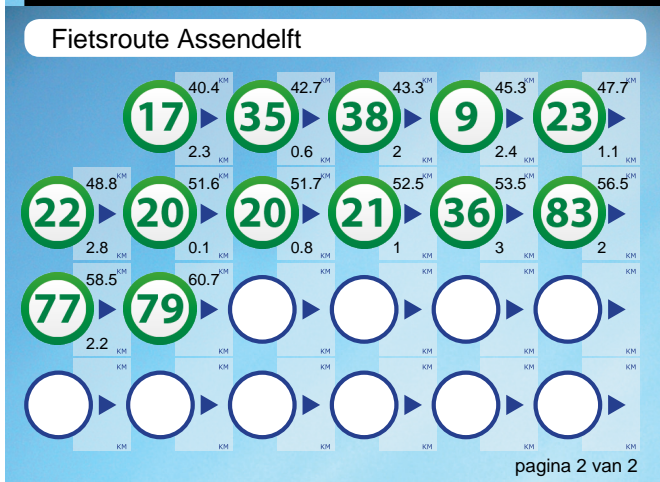 Fietsroute Assendelft
40.4 KM 42.7 KM 43.3 KM 45.3 KM 47.7 KM
17 35 38 9 23
2.3 KM 0.6 KM 2 KM 2.4 KM 1.1 KM
48.8 KM 51.6 KM 51.7 KM 52.5 KM 53.5 KM 56.5 KM
22 20 20 21 36 83
2.8 KM 0.1 KM 0.8 KM 1 KM 3 KM 2 KM
58.5 KM 60.7 KM KM KM KM KM
77 79
2.2 KM KM KM KM KM KM
KM KM KM KM KM KM
KM KM KM KM KM KM
pagina 2 van 2